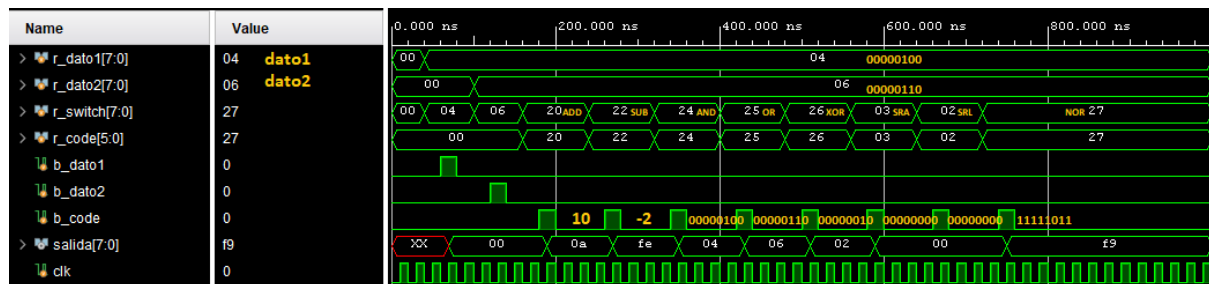 Name Value 0.000 ns 200.000 ns 400.000 ns 600.000 ns 800.000 ns
r_dato1[7:0] 04 dato1 00 04 00000100
r_dato2[7:0] 06 dato2 00 06 00000110
r_switch[7:0] 27 00 04 06 20 ADD 22 SUB 24 AND 25 OR 26 XOR 03 SRA 02 SRL NOR 27
r_code[5:0] 27 00 20 22 24 25 26 03 02 27
b_dato1 0
b_dato2 0
b_code 0 10 -2 00000100 00000110 00000010 00000000 00000000 11111011
salida[7:0] f9 XX 00 0a fe 04 06 02 00 f9
clk 0